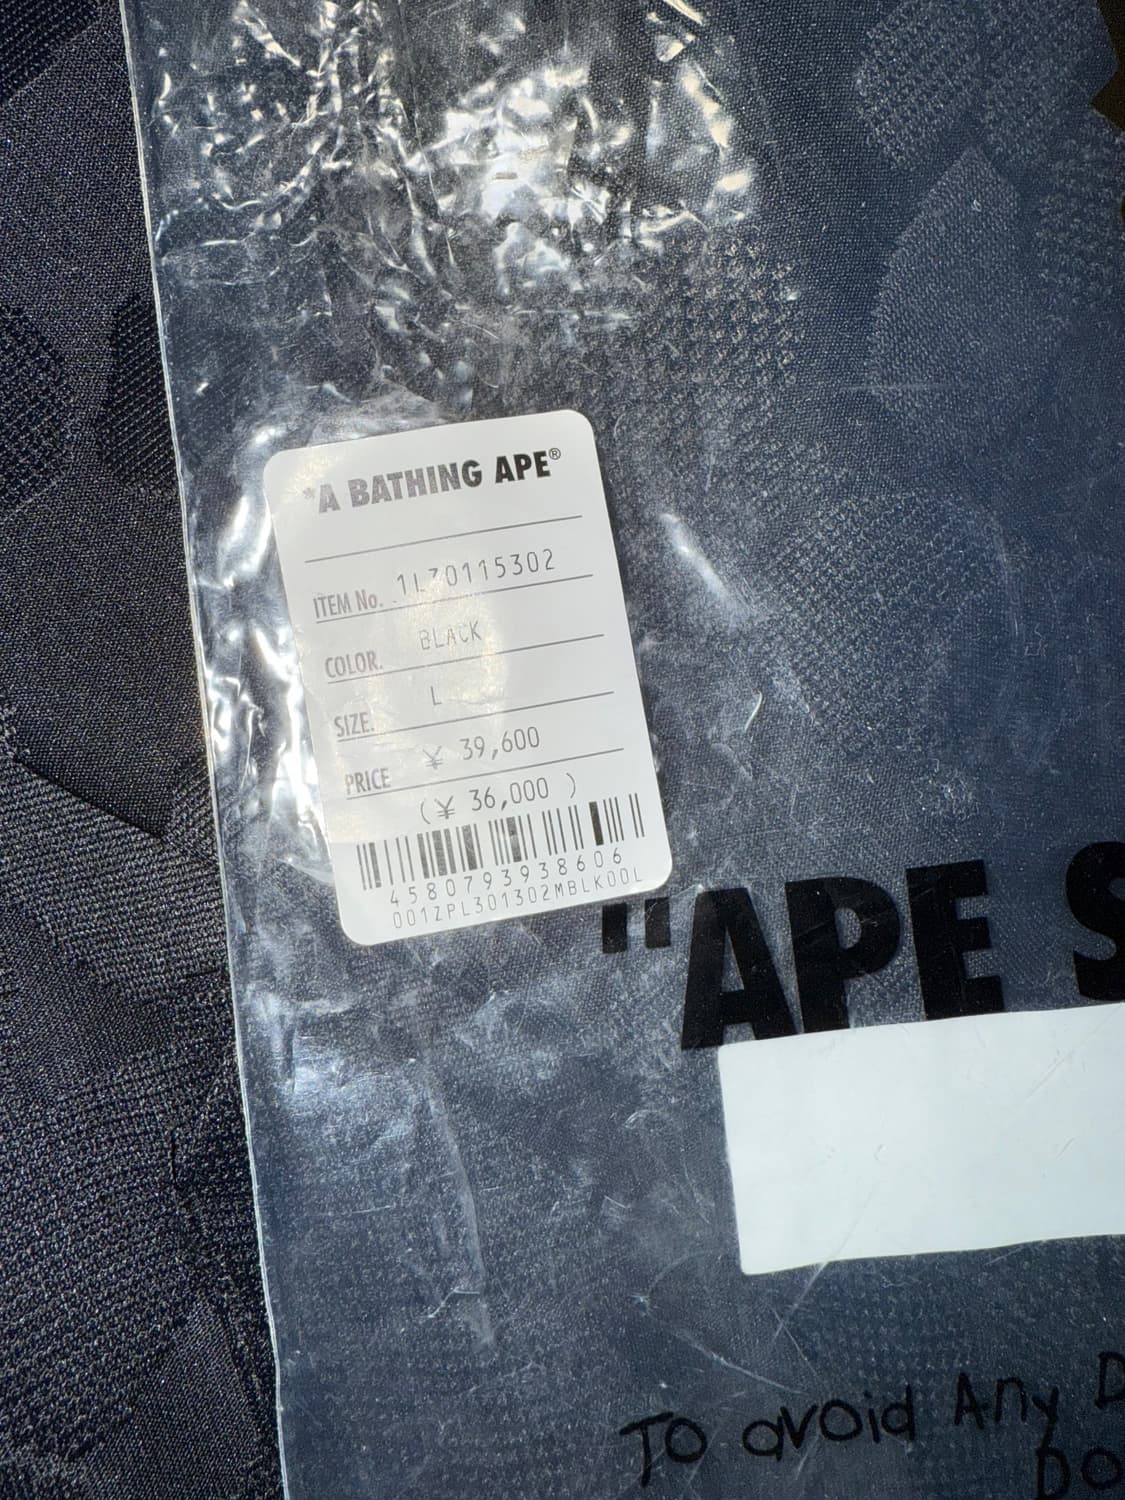 *A BATHING APE®
ITEM No. 1L30115302
COLOR. BLACK
SIZE. L
PRICE ¥ 39,600
(¥ 36,000 )
4580793938606
001ZPL301302MBLK00L
"APE S
To avoid Any D
Do